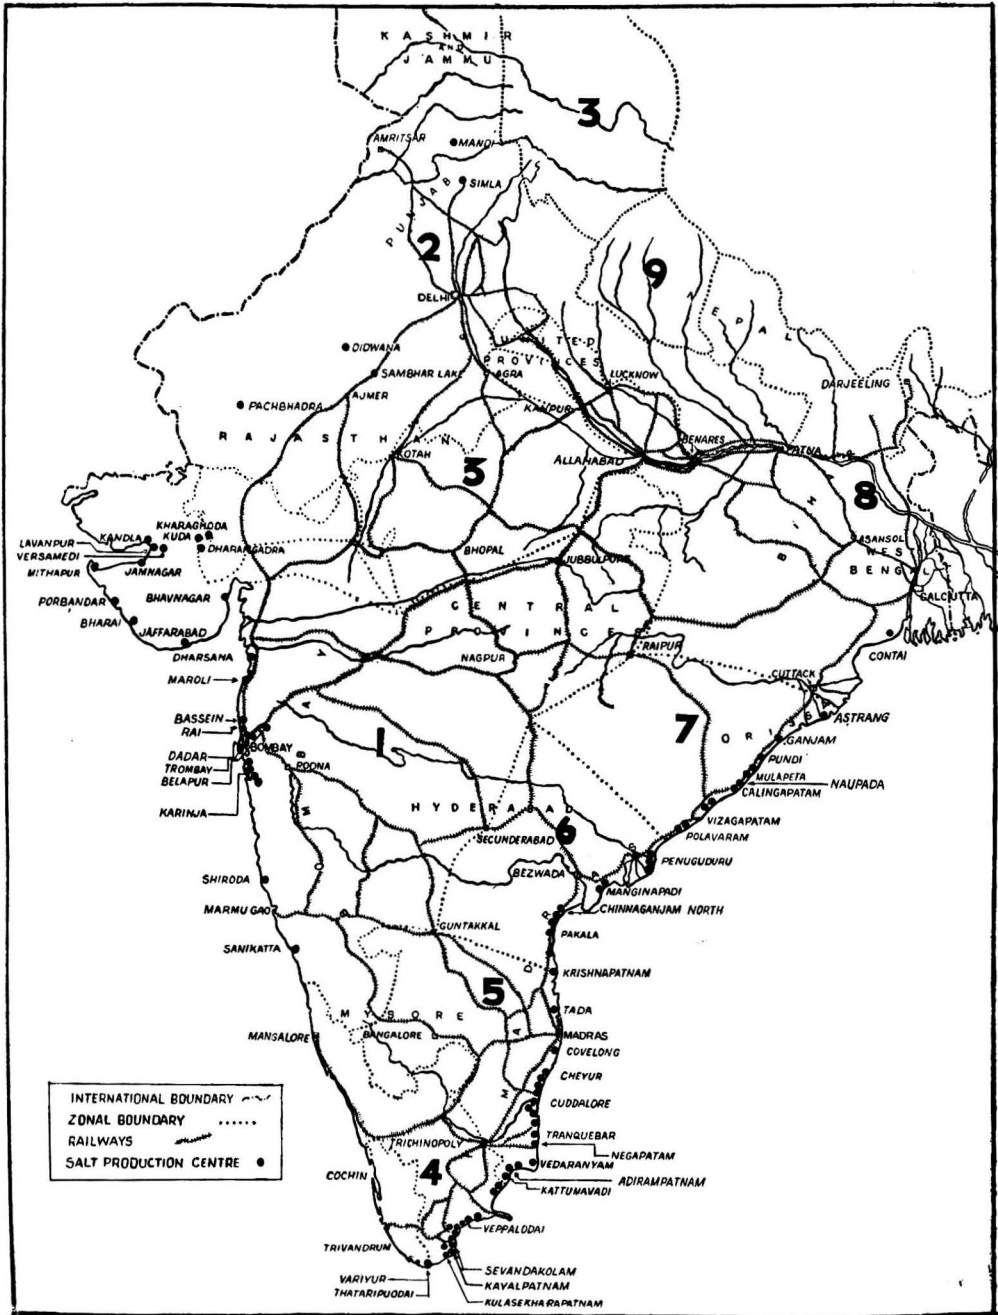 KASHMIR
AND
JAMMU
3
AMRITSAR
MANDI
SIMLA
PUNJAB
2
9
DELHI
NEPAL
DIDWANA
UNITED
PROVINCES
SAMBHAR LAKE
AGRA
LUCKNOW
DARJEELING
AJMER
PACHBHADRA
KANPUR
RAJASTHAN
BENARES
KOTAH
ALLAHABAD
PATNA
3
8
KHARAGHODA
KUDA
KANDLA
LAVANPUR
VERSAMEDI
DHARANGADRA
ASANSOL
BHOPAL
WEST
BENGAL
BIHAR
MITHAPUR
JAMNAGAR
JUBBULPORE
BHAVNAGAR
CALCUTTA
PORBANDAR
CENTRAL
BHARAI
JAFFARABAD
PROVINCES
CONTAI
DHARSANA
NAGPUR
RAIPUR
MAROLI
CUTTACK
BASSEIN
ASTRANG
RAI
7
ORISSA
1
GANJAM
DADAR
BOMBAY
PUNDI
TROMBAY
POONA
MULAPETA
BELAPUR
NAUPADA
CALINGAPATAM
KARINJA
HYDERABAD
VIZAGAPATAM
6
POLAVARAM
SECUNDERABAD
PENUGUDURU
BEZWADA
SHIRODA
MANGINAPADI
MARMUGAO
CHINNAGANJAM NORTH
GUNTAKKAL
PAKALA
SANIKATTA
KRISHNAPATNAM
5
MYSORE
TADA
MANGALORE
BANGALORE
MADRAS
MADRAS
COVELONG
CHEYUR
INTERNATIONAL BOUNDARY
CUDDALORE
ZONAL BOUNDARY
RAILWAYS
TRANQUEBAR
SALT PRODUCTION CENTRE
TRICHINOPOLY
NEGAPATAM
VEDARANYAM
4
COCHIN
ADIRAMPATNAM
KATTUMAVADI
VEPPALODAI
TRIVANDRUM
SEVANDAKOLAM
VARIYUR
KAYALPATNAM
THATARIPUODAI
KULASEKHARAPATNAM